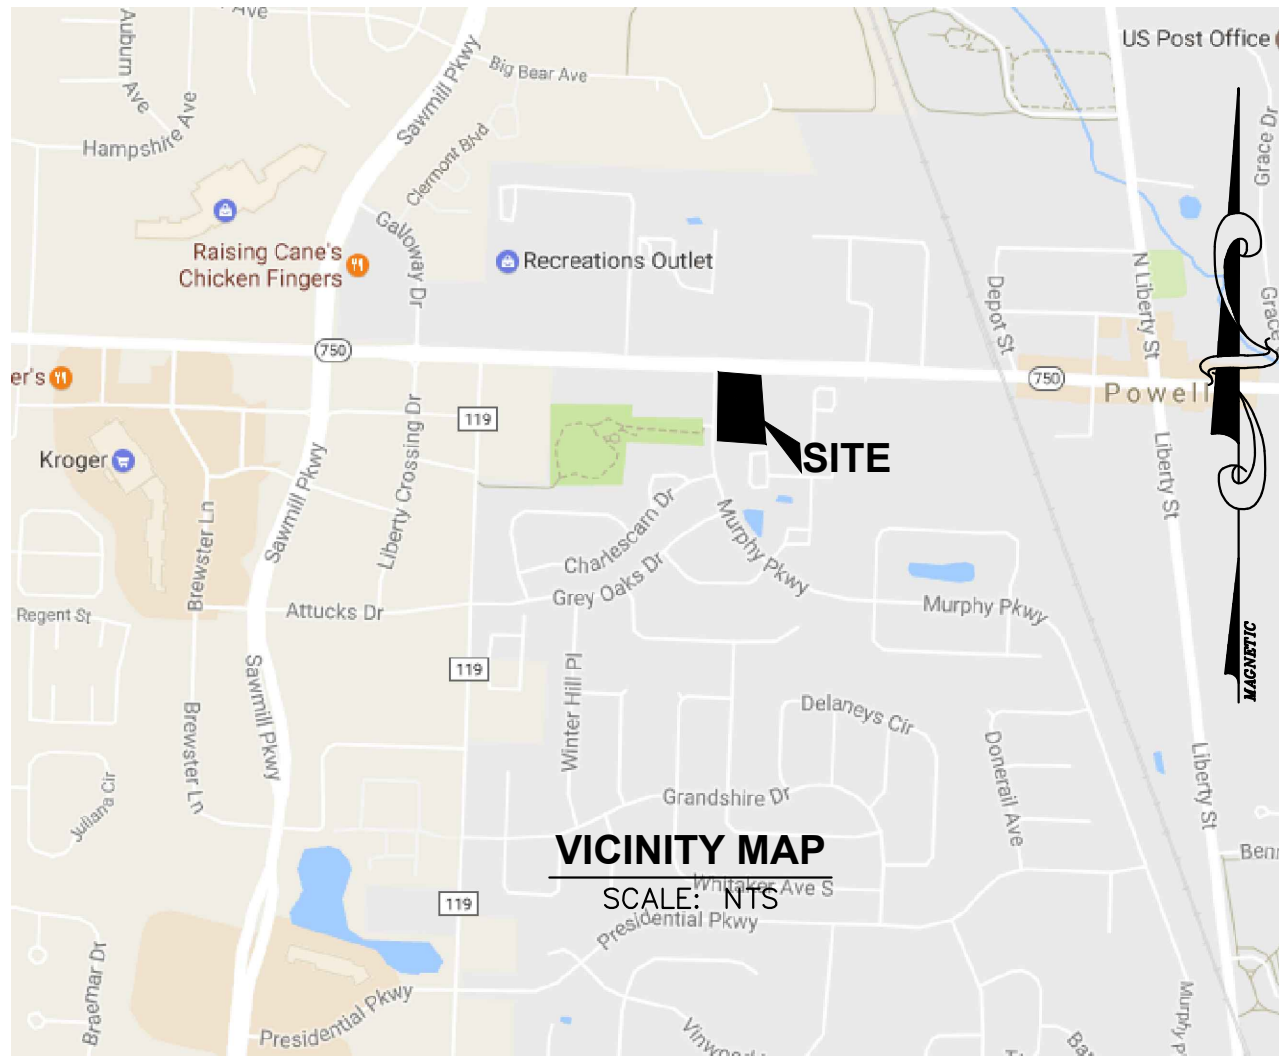 Ave
Auburn Ave
Sawmill Pkwy
Big Bear Ave
US Post Office
Hampshire Ave
Clermont Blvd
Grace Dr
Galloway Dr
Raising Cane's
Chicken Fingers
Recreations Outlet
N Liberty St
Depot St
Grace
750
er's
750
Powell
119
Liberty Crossing Dr
SITE
Kroger
Sawmill Pkwy
Liberty St
Brewster Ln
Charlescarn Dr
Murphy Pkwy
Grey Oaks Dr
Regent St
Attucks Dr
Murphy Pkwy
MAGNETIC
119
Sawmill Pkwy
Winter Hill Pl
Brewster Ln
Delaneys Cir
Donerail Ave
Liberty St
Juliana Cir
Grandshire Dr
VICINITY MAP
Benn
Whitaker Ave S
SCALE: NTS
119
Presidential Pkwy
Braemar Dr
Presidential Pkwy
Murphy P
Vinwood